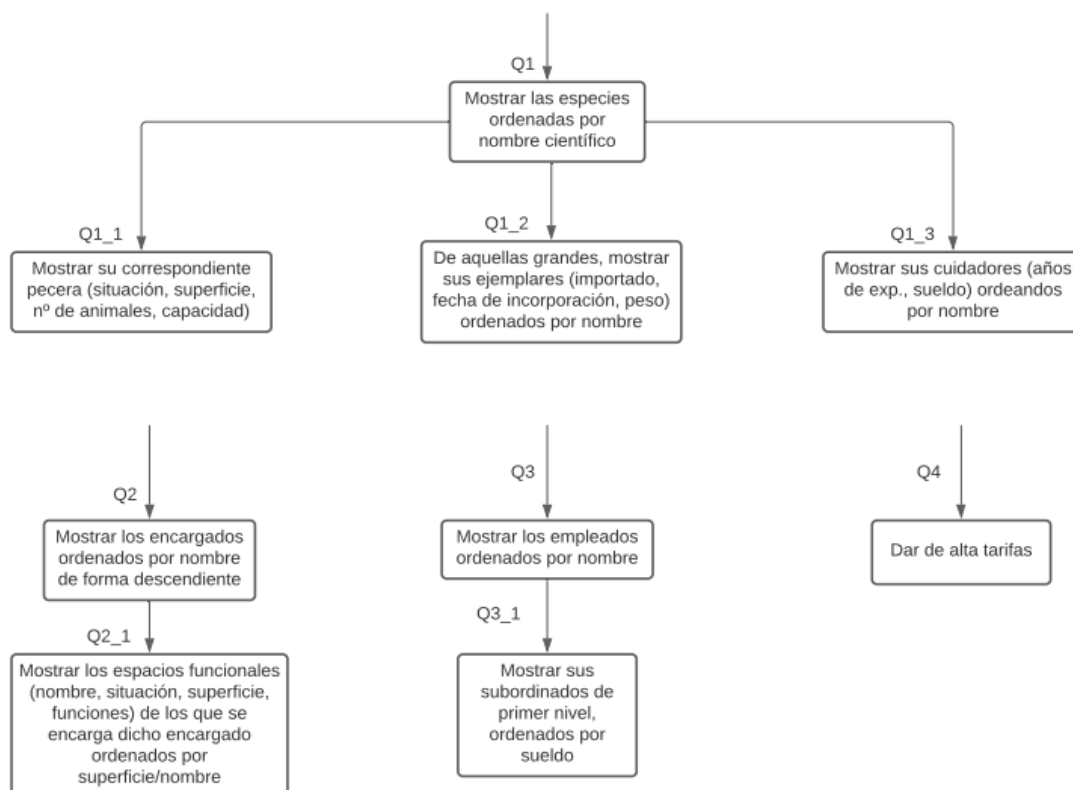 Q1
Mostrar las especies
ordenadas por
nombre científico
Q1_1
Mostrar su correspondiente
pecera (situación, superficie,
nº de animales, capacidad)
Q1_2
De aquellas grandes, mostrar
sus ejemplares (importado,
fecha de incorporación, peso)
ordenados por nombre
Q1_3
Mostrar sus cuidadores (años
de exp., sueldo) ordeandos
por nombre
Q2
Mostrar los encargados
ordenados por nombre
de forma descendiente
Q2_1
Mostrar los espacios funcionales
(nombre, situación, superficie,
funciones) de los que se
encarga dicho encargado
ordenados por
superficie/nombre
Q3
Mostrar los empleados
ordenados por nombre
Q3_1
Mostrar sus
subordinados de
primer nivel,
ordenados por
sueldo
Q4
Dar de alta tarifas